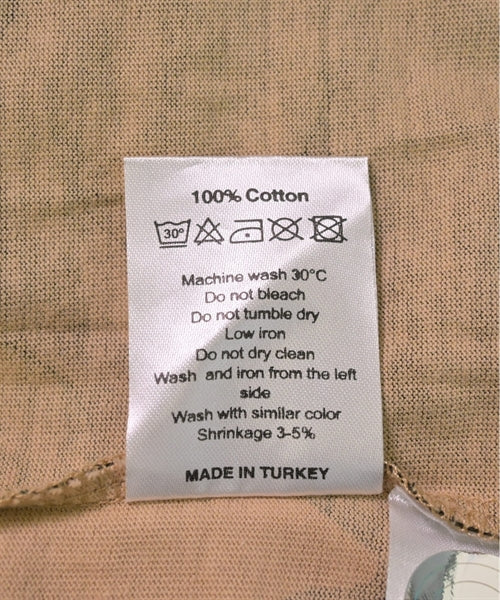 100% Cotton
30°
Machine wash 30°C
Do not bleach
Do not tumble dry
Low iron
Do not dry clean
Wash and iron from the left
side
Wash with similar color
Shrinkage 3-5%
MADE IN TURKEY